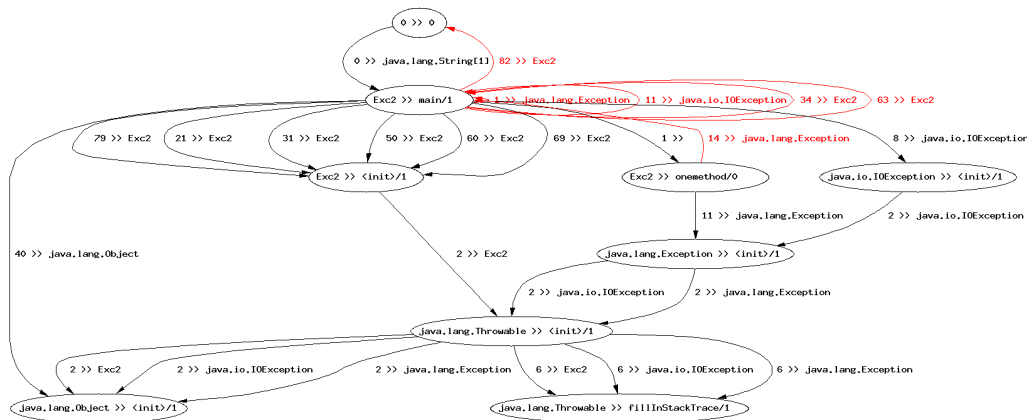 0 >> 0
0 >> java.lang.String[1]
82 >> Exc2
Exc2 >> main/1
1 >> java.lang.Exception
11 >> java.io.IOException
34 >> Exc2
63 >> Exc2
79 >> Exc2
21 >> Exc2
31 >> Exc2
50 >> Exc2
60 >> Exc2
69 >> Exc2
1 >>
14 >> java.lang.Exception
8 >> java.io.IOException
Exc2 >> <init>/1
Exc2 >> onemethod/0
java.io.IOException >> <init>/1
11 >> java.lang.Exception
2 >> java.io.IOException
40 >> java.lang.Object
2 >> Exc2
java.lang.Exception >> <init>/1
2 >> java.io.IOException
2 >> java.lang.Exception
java.lang.Throwable >> <init>/1
2 >> Exc2
2 >> java.io.IOException
2 >> java.lang.Exception
6 >> Exc2
6 >> java.io.IOException
6 >> java.lang.Exception
java.lang.Object >> <init>/1
java.lang.Throwable >> fillInStackTrace/1